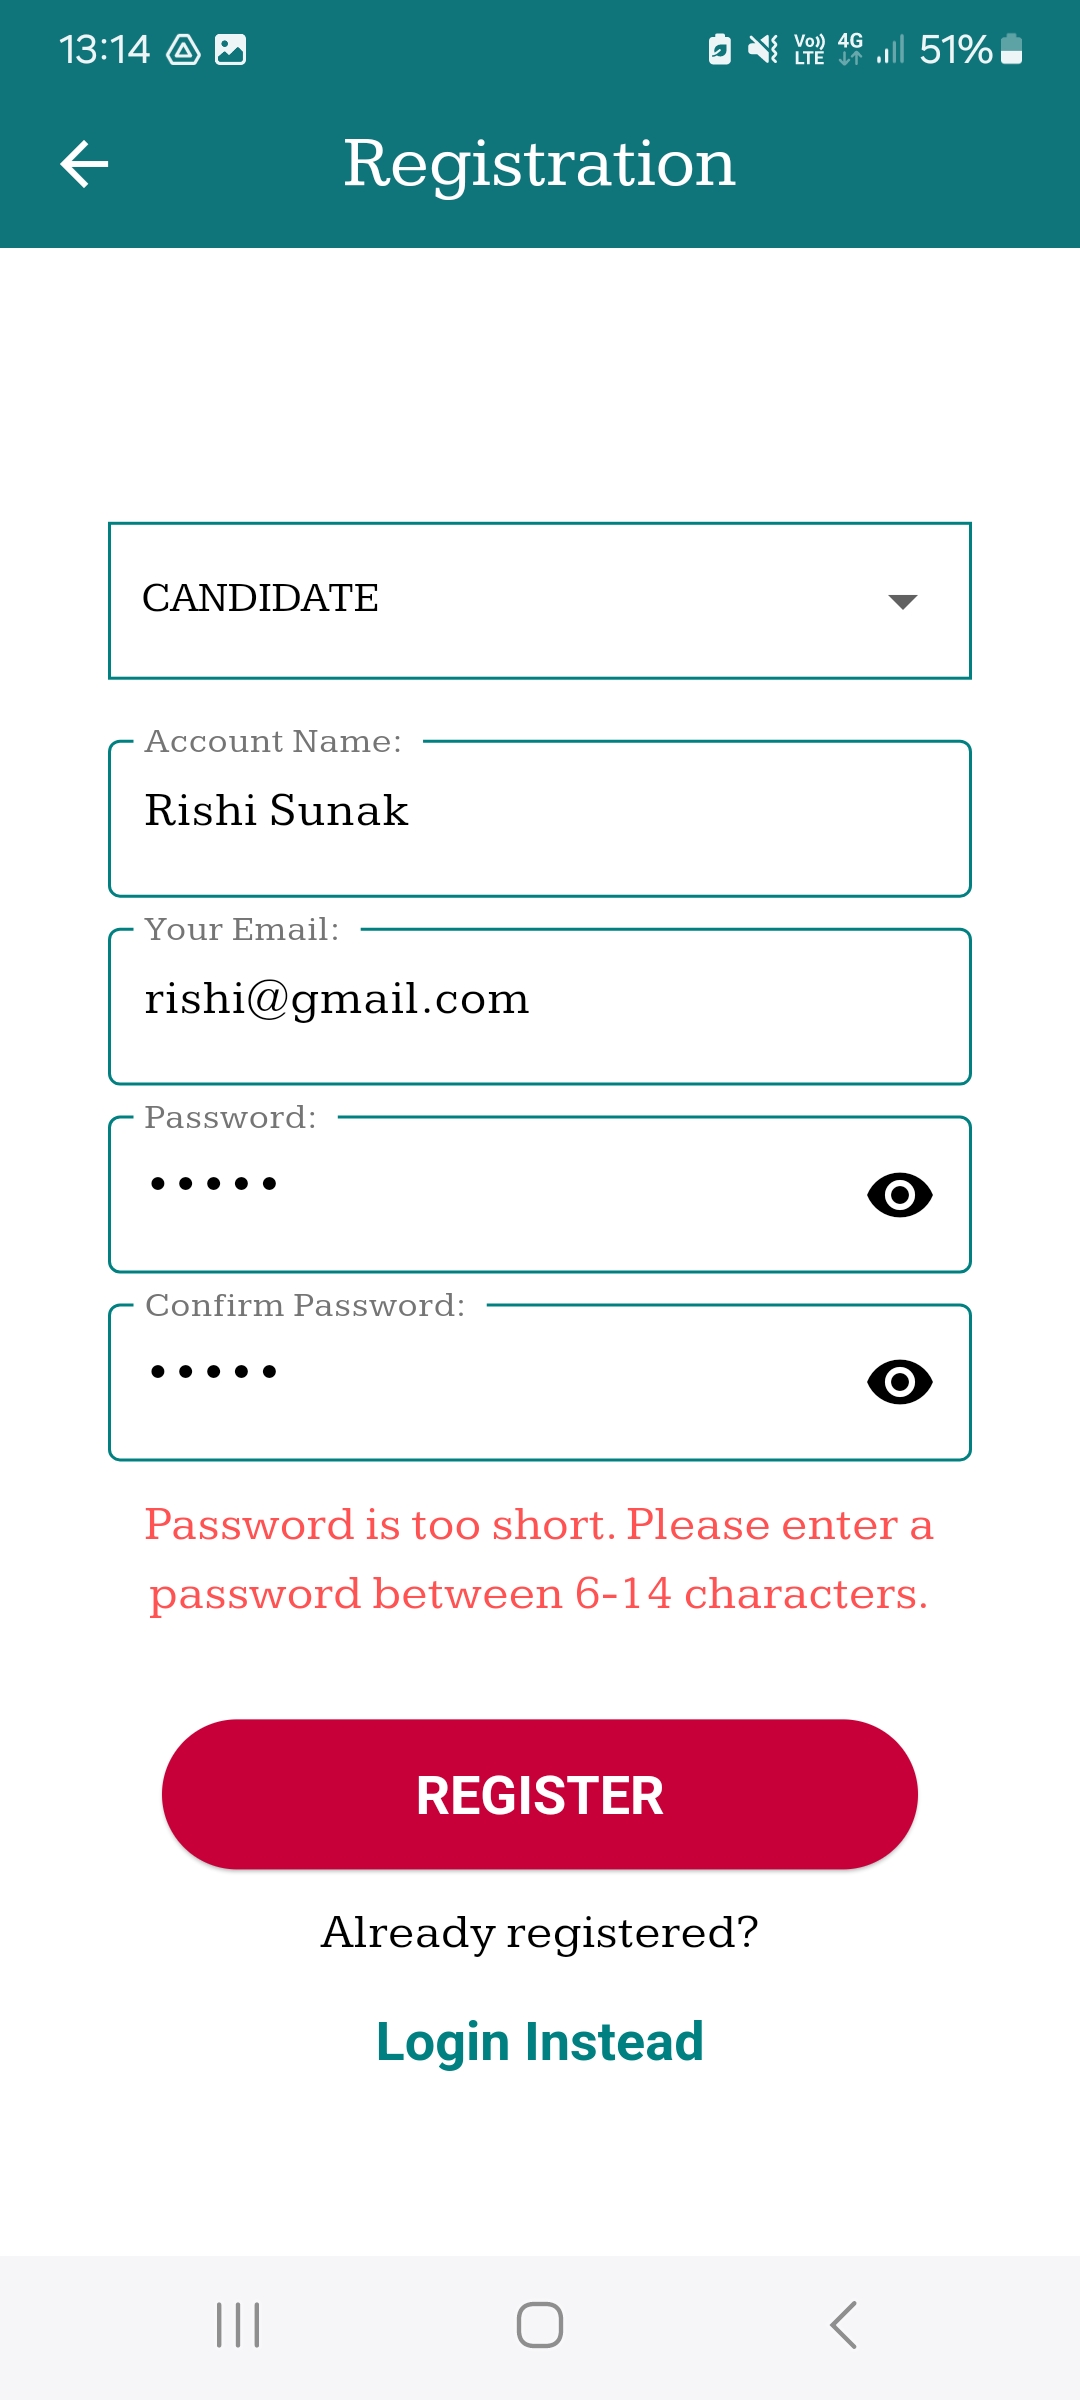 13:14 Vo)) LTE 4G 51%
Registration
CANDIDATE
Account Name:
Rishi Sunak
Your Email:
rishi@gmail.com
Password:
•••••
Confirm Password:
•••••
Password is too short. Please enter a
password between 6-14 characters.
REGISTER
Already registered?
Login Instead